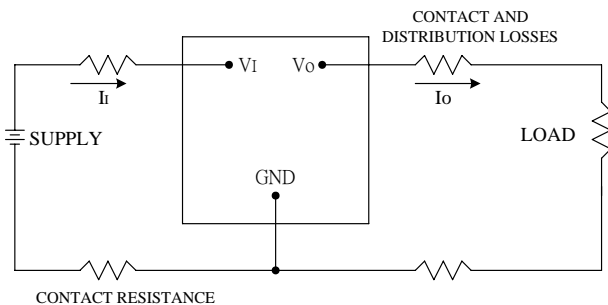 CONTACT AND
DISTRIBUTION LOSSES
VI
VO
II
IO
SUPPLY
LOAD
GND
CONTACT RESISTANCE